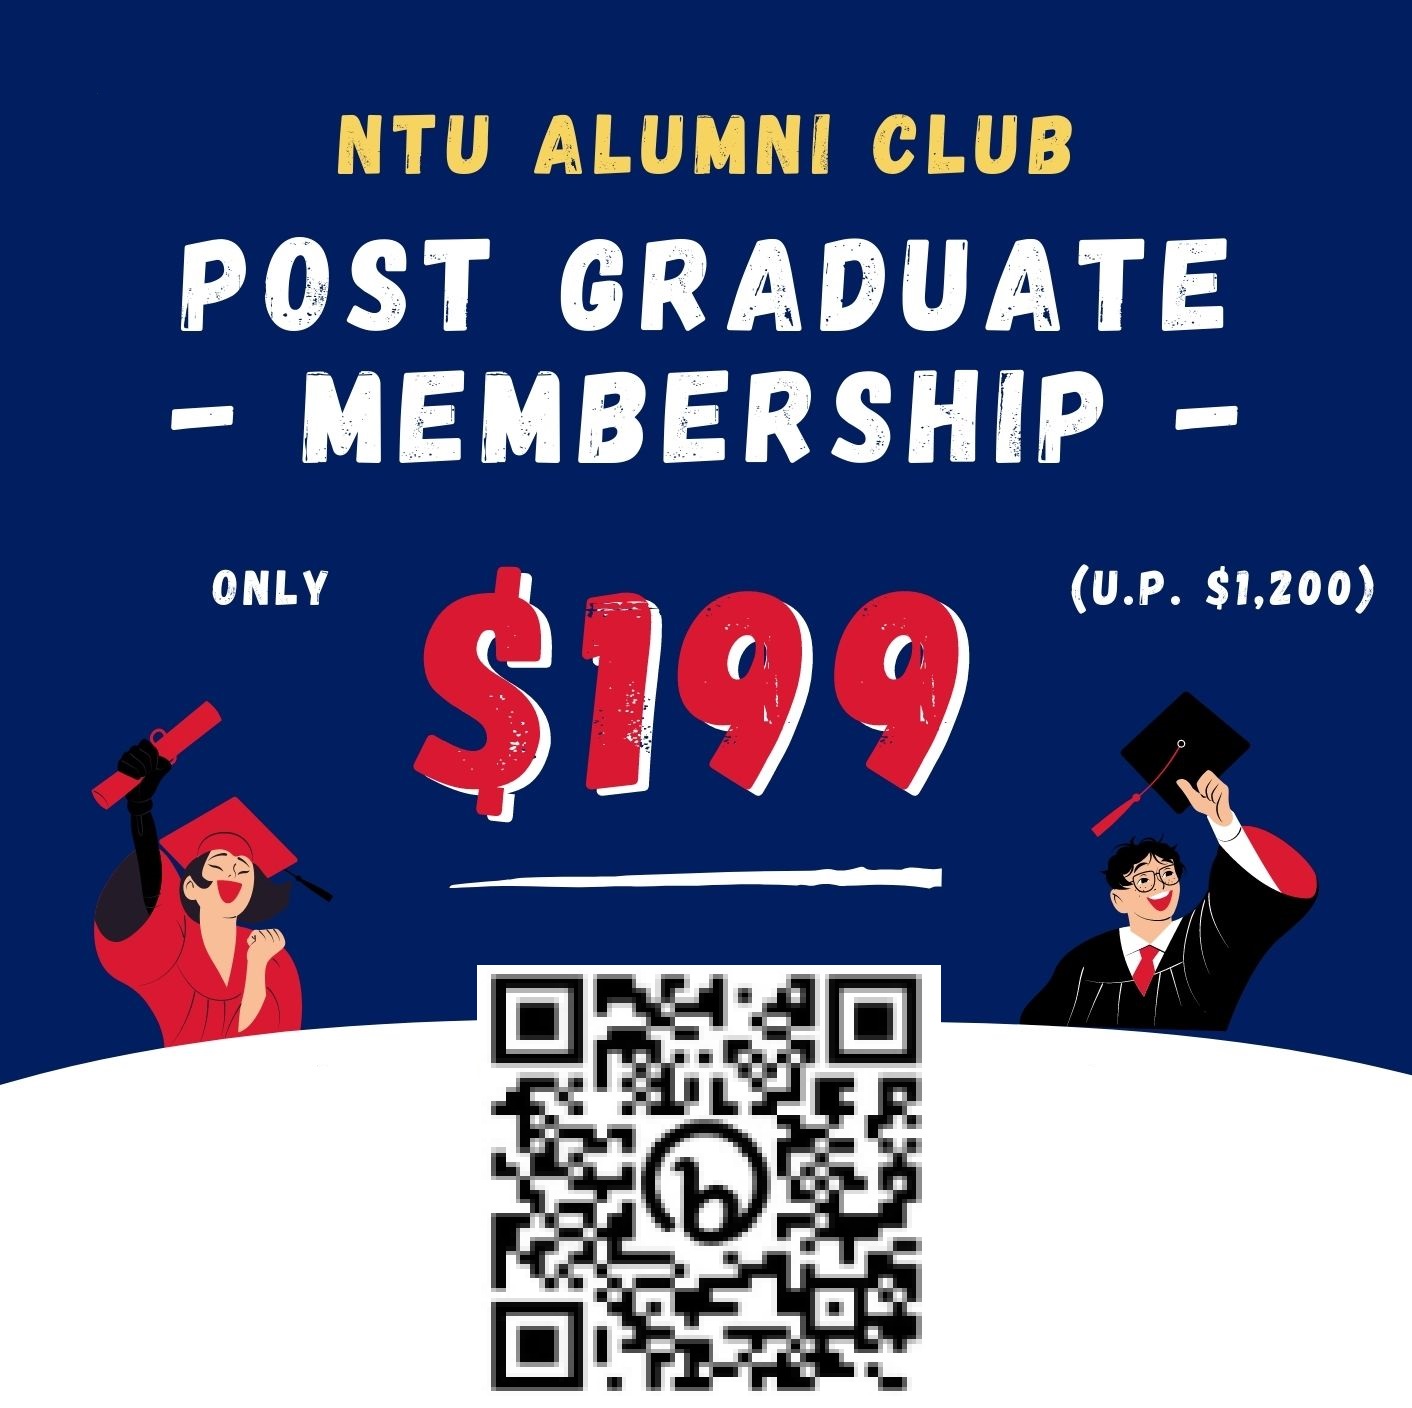 NTU ALUMNI CLUB
POST GRADUATE
- MEMBERSHIP -
ONLY
$199
(U.P. $1,200)
b